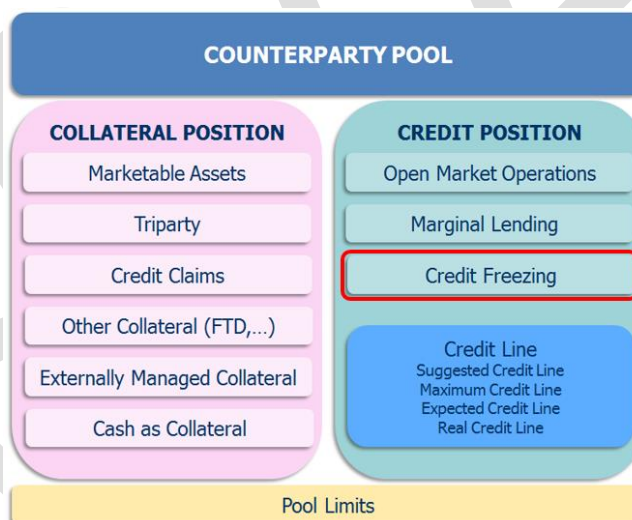 COUNTERPARTY POOL
COLLATERAL POSITION
Marketable Assets
Triparty
Credit Claims
Other Collateral (FTD,...)
Externally Managed Collateral
Cash as Collateral
CREDIT POSITION
Open Market Operations
Marginal Lending
Credit Freezing
Credit Line
Suggested Credit Line
Maximum Credit Line
Expected Credit Line
Real Credit Line
Pool Limits